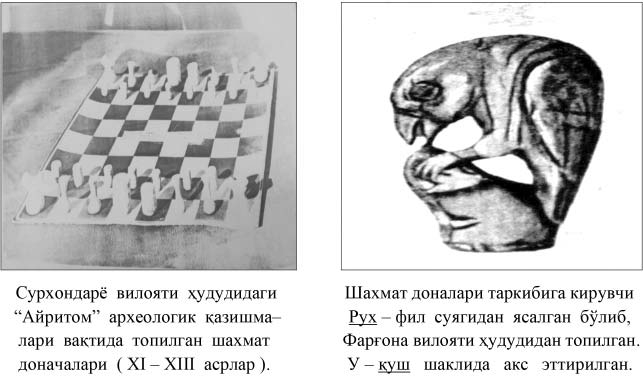 Сурхондарё вилояти ҳудудидаги
“Айритом” археологик қазишма–
лари вақтида топилган шахмат
доначалари ( XI – XIII асрлар ).
Шахмат доналари таркибига кирувчи
Рух – фил суягидан ясалган бўлиб,
Фарғона вилояти ҳудудидан топилган.
У – қуш шаклида акс эттирилган.